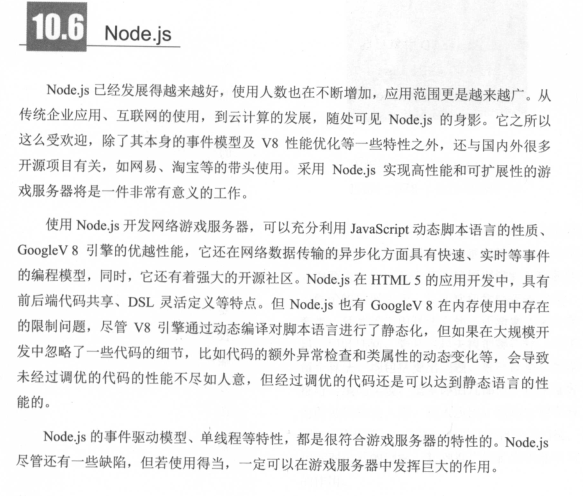 10.6 Node.js
Node.js 已经发展得越来越好，使用人数也在不断增加，应用范围更是越来越广。从
传统企业应用、互联网的使用，到云计算的发展，随处可见 Node.js 的身影。它之所以
这么受欢迎，除了其本身的事件模型及 V8 性能优化等一些特性之外，还与国内外很多
开源项目有关，如网易、淘宝等的带头使用。采用 Node.js 实现高性能和可扩展性的游
戏服务器将是一件非常有意义的工作。
使用 Node.js 开发网络游戏服务器，可以充分利用 JavaScript 动态脚本语言的性质、
GoogleV 8 引擎的优越性能，它还在网络数据传输的异步化方面具有快速、实时等事件
的编程模型，同时，它还有着强大的开源社区。Node.js 在 HTML 5 的应用开发中，具有
前后端代码共享、DSL 灵活定义等特点。但 Node.js 也有 GoogleV 8 在内存使用中存在
的限制问题，尽管 V8 引擎通过动态编译对脚本语言进行了静态化，但如果在大规模开
发中忽略了一些代码的细节，比如代码的额外异常检查和类属性的动态变化等，会导致
未经过调优的代码的性能不尽如人意，但经过调优的代码还是可以达到静态语言的性
能的。
Node.js 的事件驱动模型、单线程等特性，都是很符合游戏服务器的特性的。Node.js
尽管还有一些缺陷，但若使用得当，一定可以在游戏服务器中发挥巨大的作用。